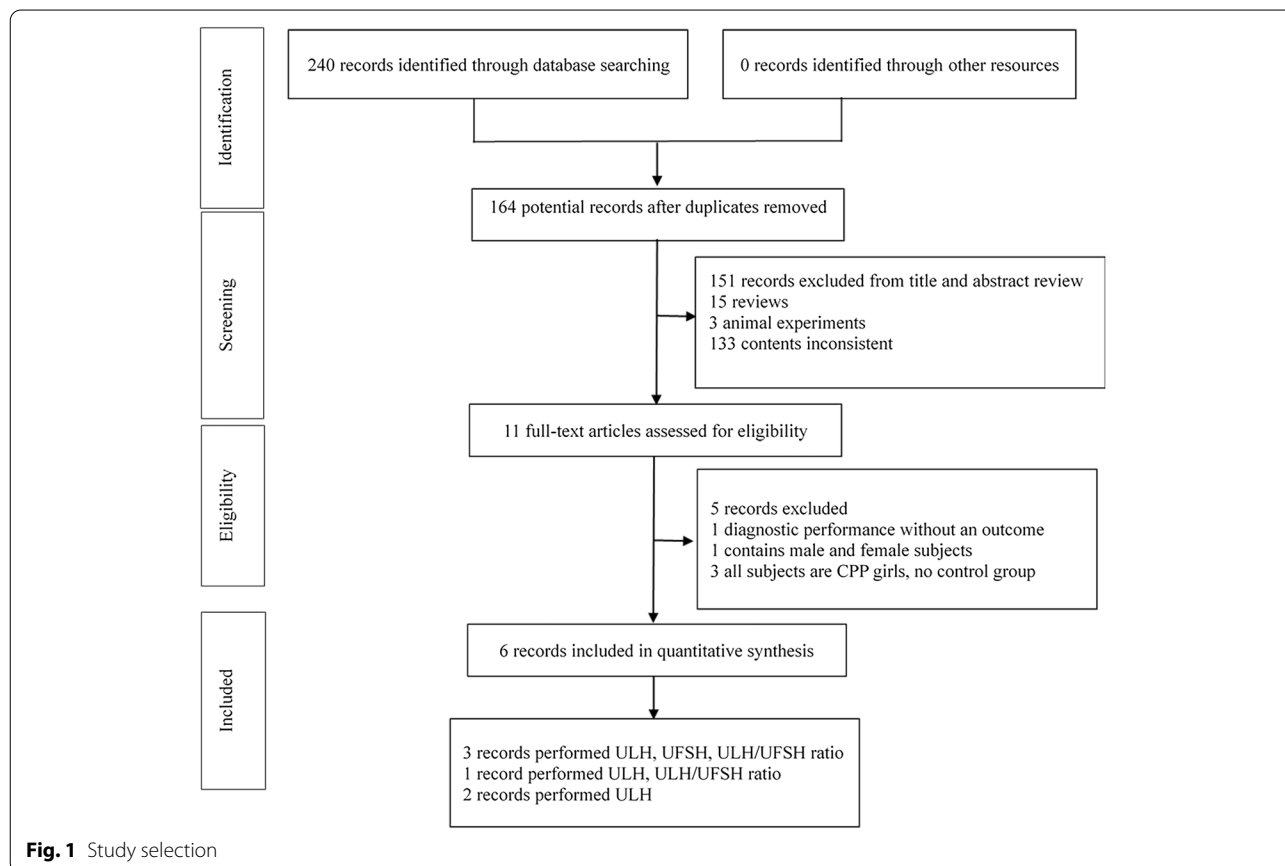 Identification
240 records identified through database searching
0 records identified through other resources
164 potential records after duplicates removed
Screening
151 records excluded from title and abstract review
15 reviews
3 animal experiments
133 contents inconsistent
11 full-text articles assessed for eligibility
Eligibility
5 records excluded
1 diagnostic performance without an outcome
1 contains male and female subjects
3 all subjects are CPP girls, no control group
6 records included in quantitative synthesis
Included
3 records performed ULH, UFSH, ULH/UFSH ratio
1 record performed ULH, ULH/UFSH ratio
2 records performed ULH
Fig. 1 Study selection